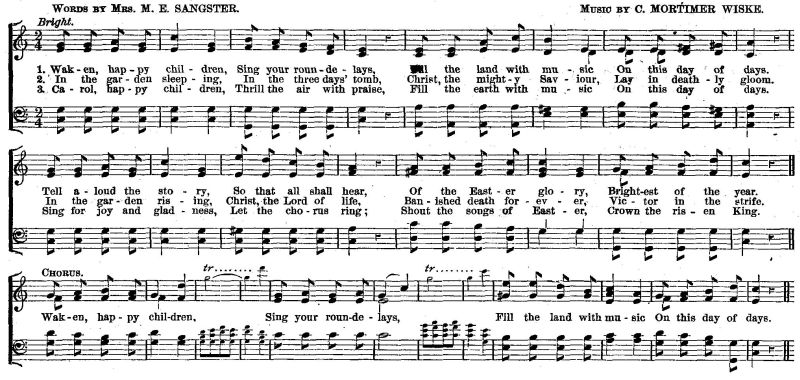 WORDS BY MRS. M. E. SANGSTER. MUSIC BY C. MORTIMER WISKE.
Bright.
1. Wak-en, hap-py chil-dren, Sing your roun-de-lays, the land with mu-sic On this day of days.
2. In the gar-den sleep-ing, In the three days' tomb, Christ, the might-y Sav-iour, Lay in death-ly gloom.
3. Ca-rol, hap-py chil-dren, Thrill the air with praise, Fill the earth with mu-sic On this day of days.
Tell a-loud the sto-ry, So that all shall hear, Of the East-er glo-ry, Bright-est of the year.
In the gar-den ris-ing, Christ, the Lord of life, Ban-ished death for-ev-er, Vic-tor in the strife.
Sing for joy and glad-ness, Let the cho-rus ring; Shout the songs of East-er, Crown the ris-en King.
CHORUS. tr........ tr........
Wak-en, hap-py chil-dren, Sing your roun-de-lays, Fill the land with mu-sic On this day of days.